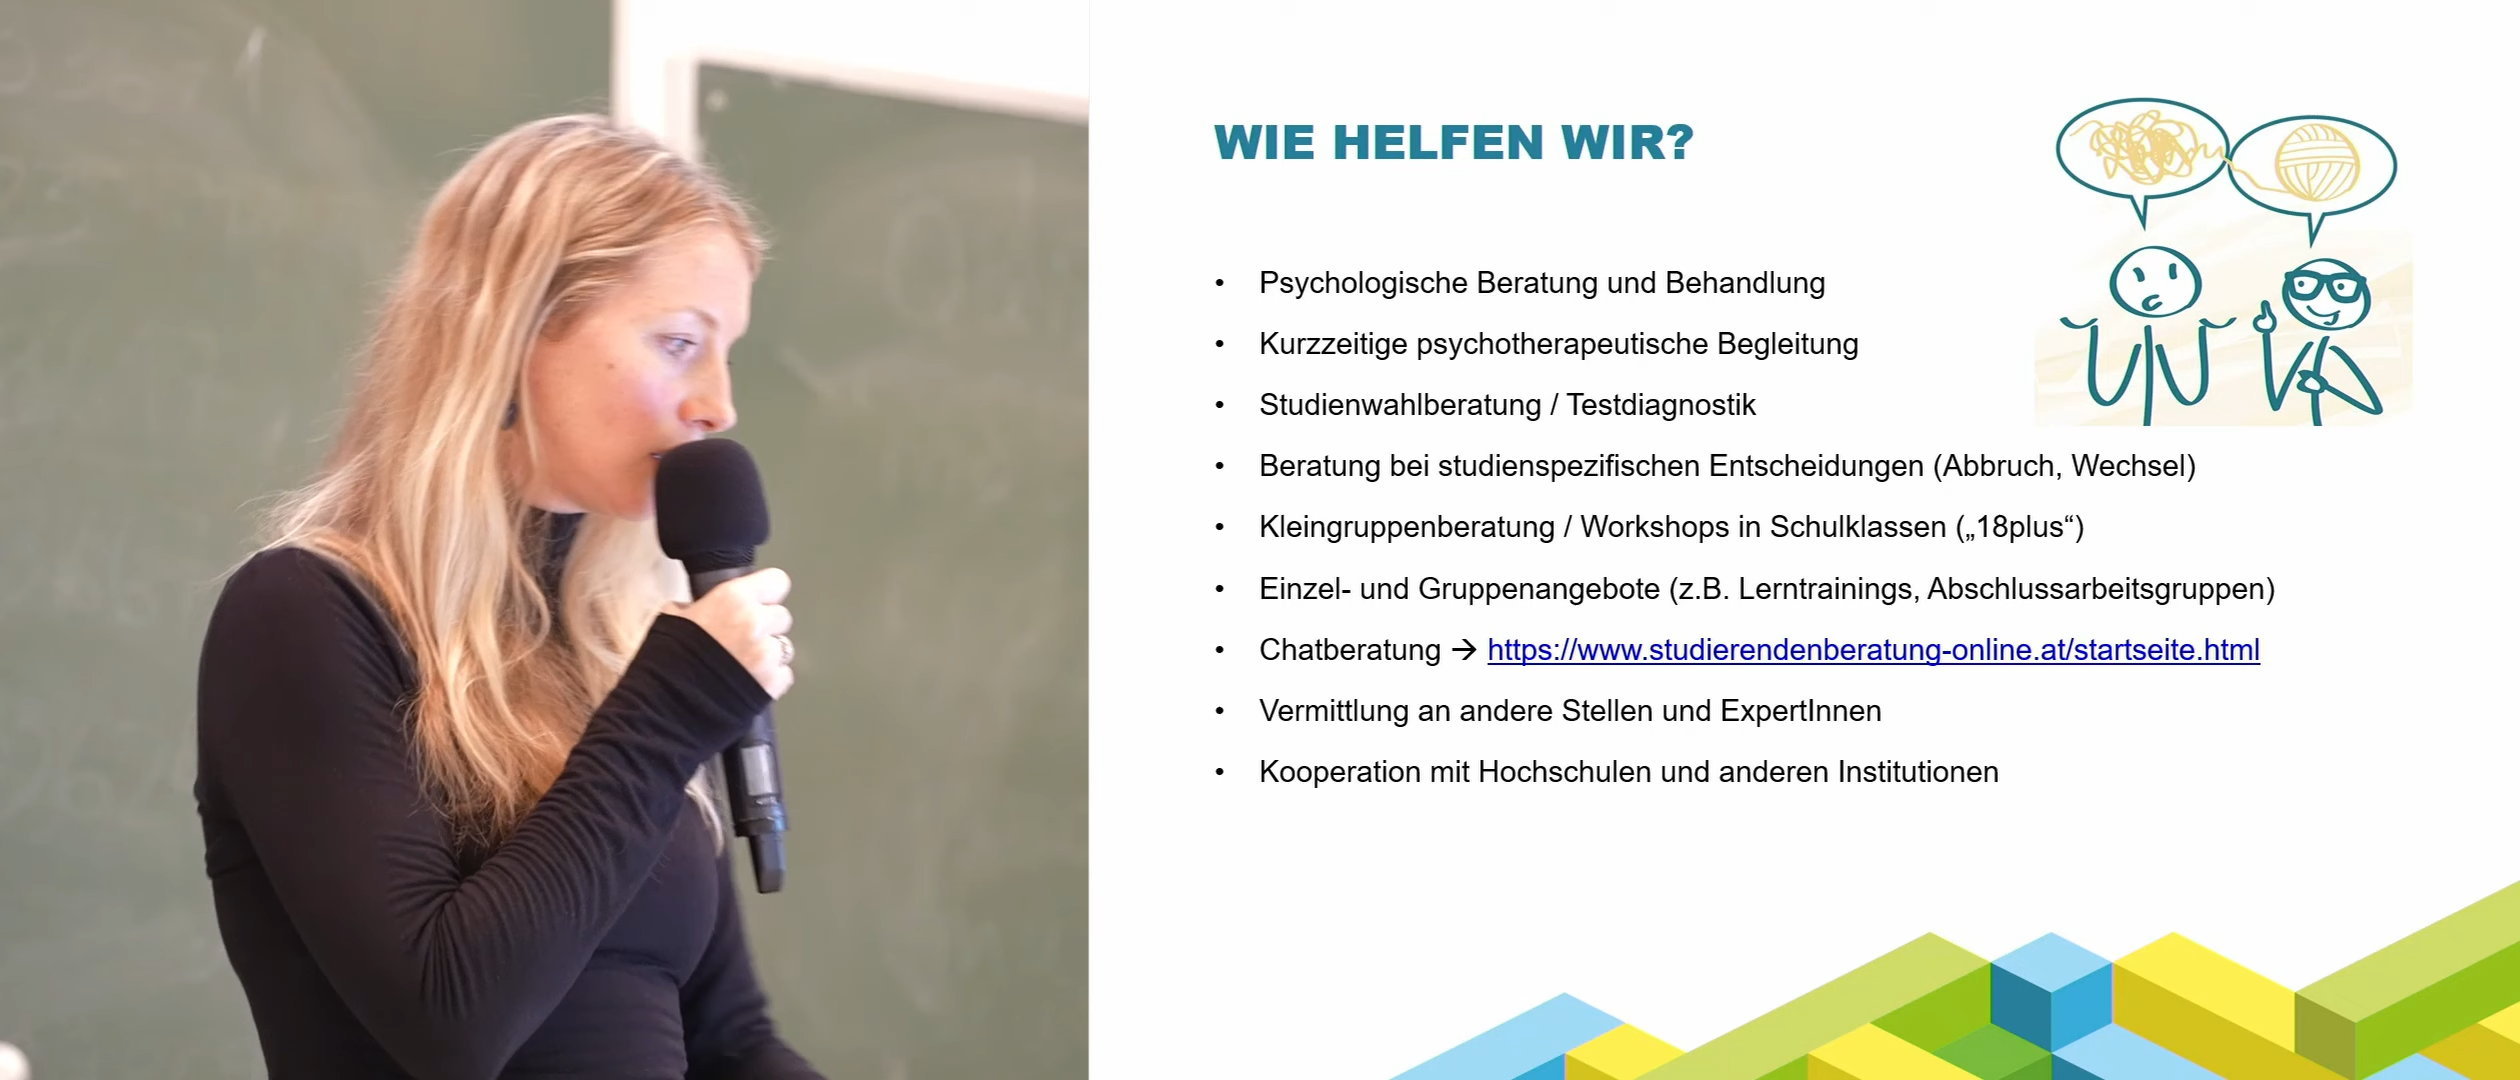 WIE HELFEN WIR?
• Psychologische Beratung und Behandlung
• Kurzzeitige psychotherapeutische Begleitung
• Studienwahlberatung / Testdiagnostik
• Beratung bei studienspezifischen Entscheidungen (Abbruch, Wechsel)
• Kleingruppenberatung / Workshops in Schulklassen („18plus“)
• Einzel- und Gruppenangebote (z.B. Lerntrainings, Abschlussarbeitsgruppen)
• Chatberatung → https://www.studierendenberatung-online.at/startseite.html
• Vermittlung an andere Stellen und ExpertInnen
• Kooperation mit Hochschulen und anderen Institutionen